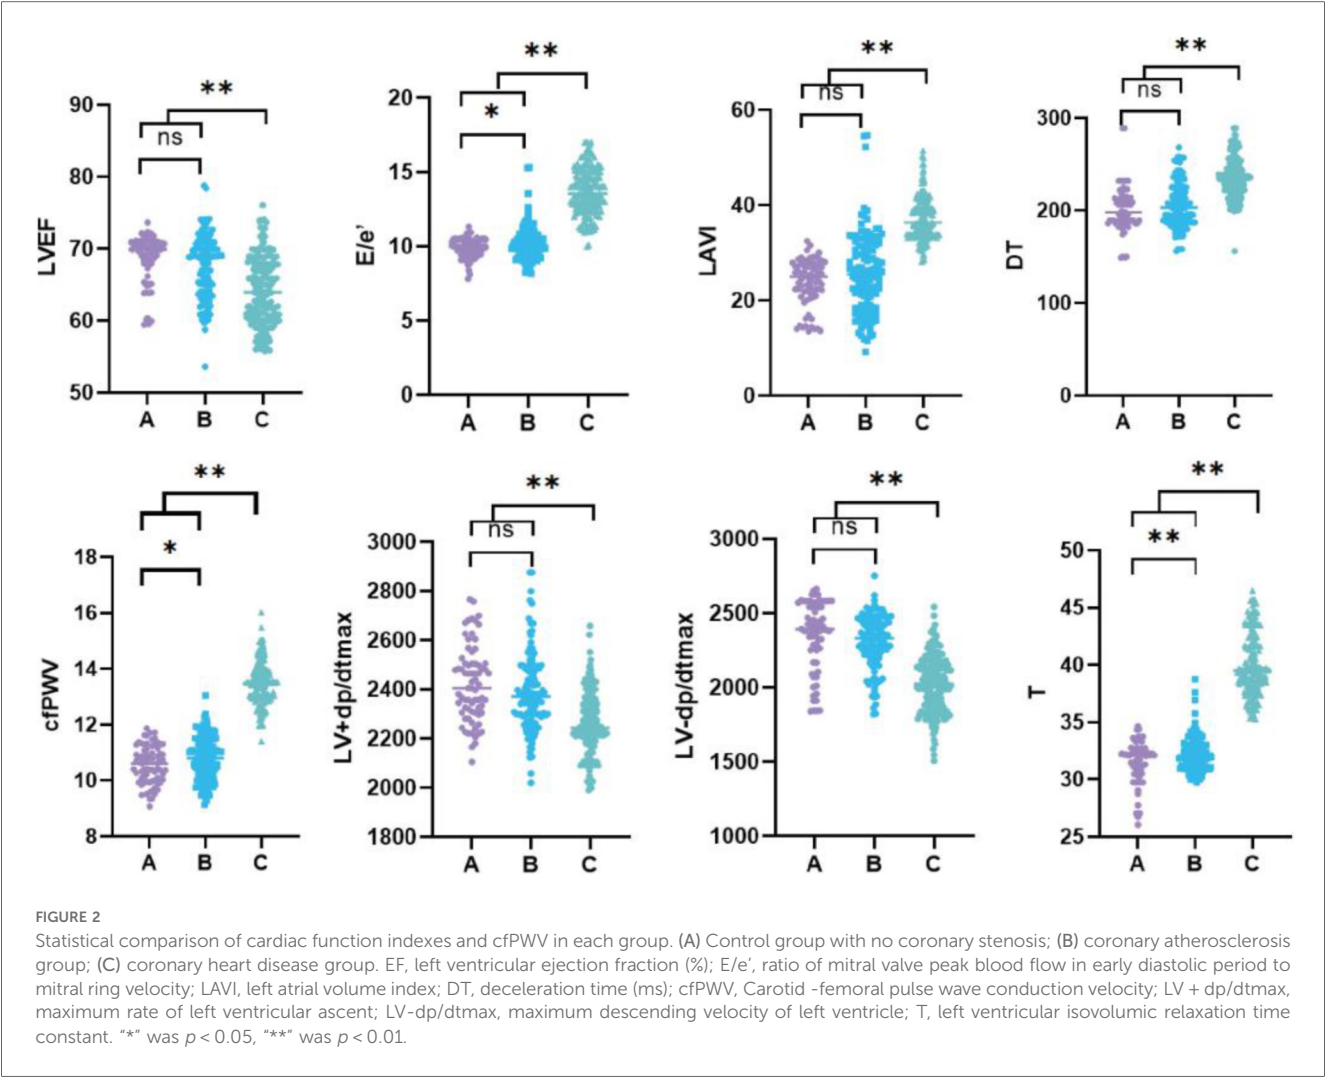 **
ns
90
80
70
60
50
LVEF
A B C
**
*
20
15
10
5
0
E/e’
A B C
**
ns
60
40
20
0
LAVI
A B C
**
ns
300
200
100
0
DT
A B C
**
*
18
16
14
12
10
8
cfPWV
A B C
**
ns
3000
2800
2600
2400
2200
2000
1800
LV+dp/dtmax
A B C
**
ns
3000
2500
2000
1500
1000
LV-dp/dtmax
A B C
**
**
50
45
40
35
30
25
T
A B C
FIGURE 2
Statistical comparison of cardiac function indexes and cfPWV in each group. (A) Control group with no coronary stenosis; (B) coronary atherosclerosis
group; (C) coronary heart disease group. EF, left ventricular ejection fraction (%); E/e’, ratio of mitral valve peak blood flow in early diastolic period to
mitral ring velocity; LAVI, left atrial volume index; DT, deceleration time (ms); cfPWV, Carotid -femoral pulse wave conduction velocity; LV + dp/dtmax,
maximum rate of left ventricular ascent; LV-dp/dtmax, maximum descending velocity of left ventricle; T, left ventricular isovolumic relaxation time
constant. “*” was p < 0.05, “**” was p < 0.01.